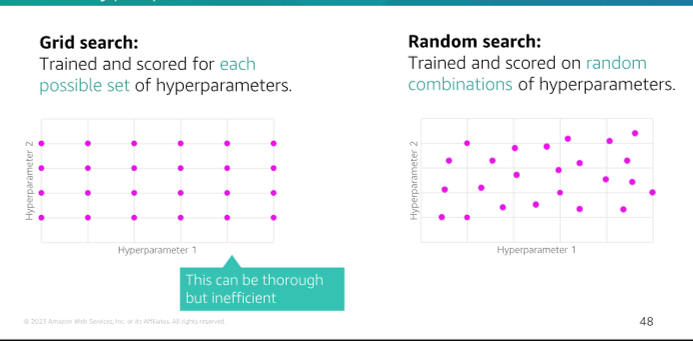 Grid search:
Trained and scored for each
possible set of hyperparameters.
Hyperparameter 2
Hyperparameter 1
This can be thorough
but inefficient
Random search:
Trained and scored on random
combinations of hyperparameters.
Hyperparameter 2
Hyperparameter 1
© 2023 Amazon Web Services, Inc. or its Affiliates. All rights reserved.
48